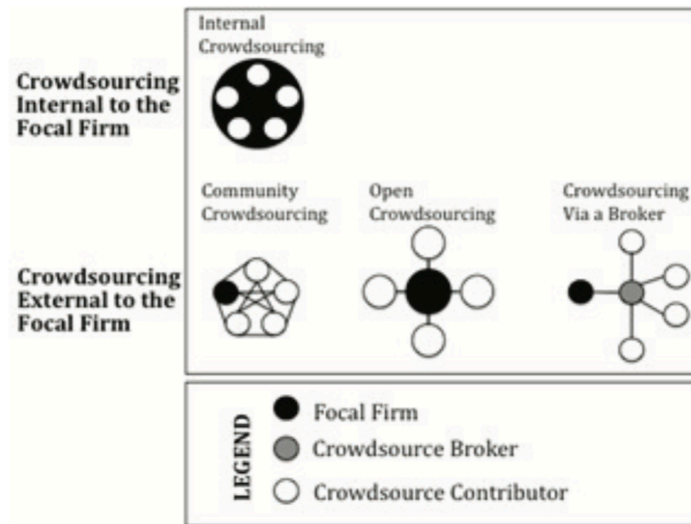 Internal
Crowdsourcing
Crowdsourcing
Internal to the
Focal Firm
Community
Crowdsourcing
Open
Crowdsourcing
Crowdsourcing
Via a Broker
Crowdsourcing
External to the
Focal Firm
LEGEND
Focal Firm
Crowdsource Broker
Crowdsource Contributor